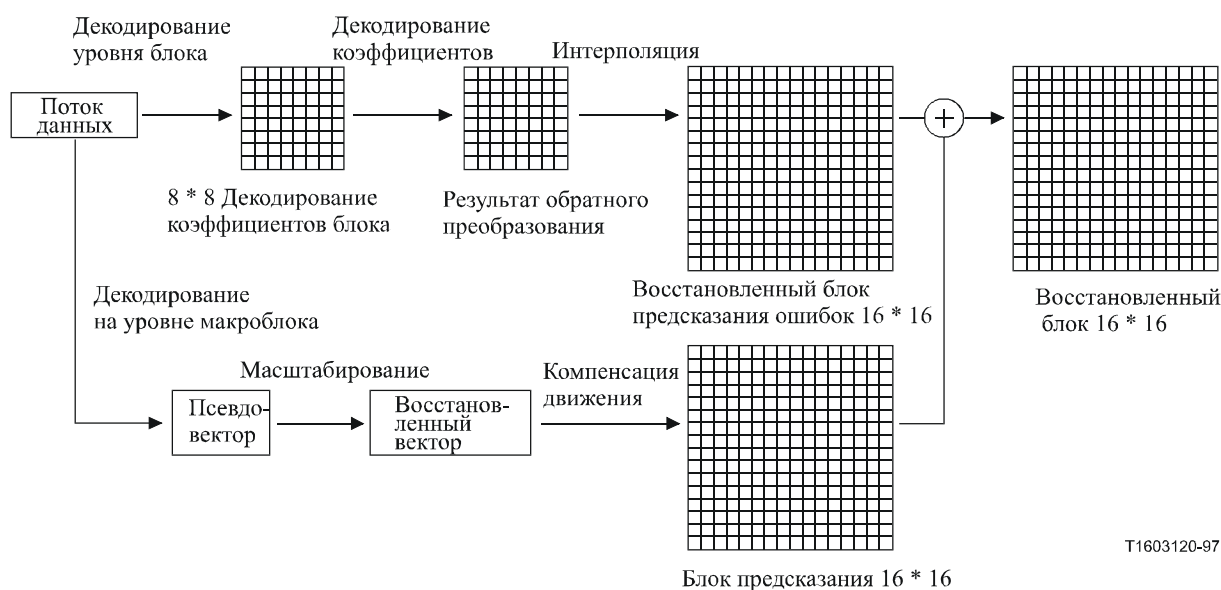 Декодирование
уровня блока
Декодирование
коэффициентов
Интерполяция
Поток
данных
8 * 8 Декодирование
коэффициентов блока
Результат обратного
преобразования
Восстановленный блок
предсказания ошибок 16 * 16
Восстановленный
блок 16 * 16
Декодирование
на уровне макроблока
Масштабирование
Компенсация
движения
Псевдо-
вектор
Восстанов-
ленный
вектор
Блок предсказания 16 * 16
T1603120-97